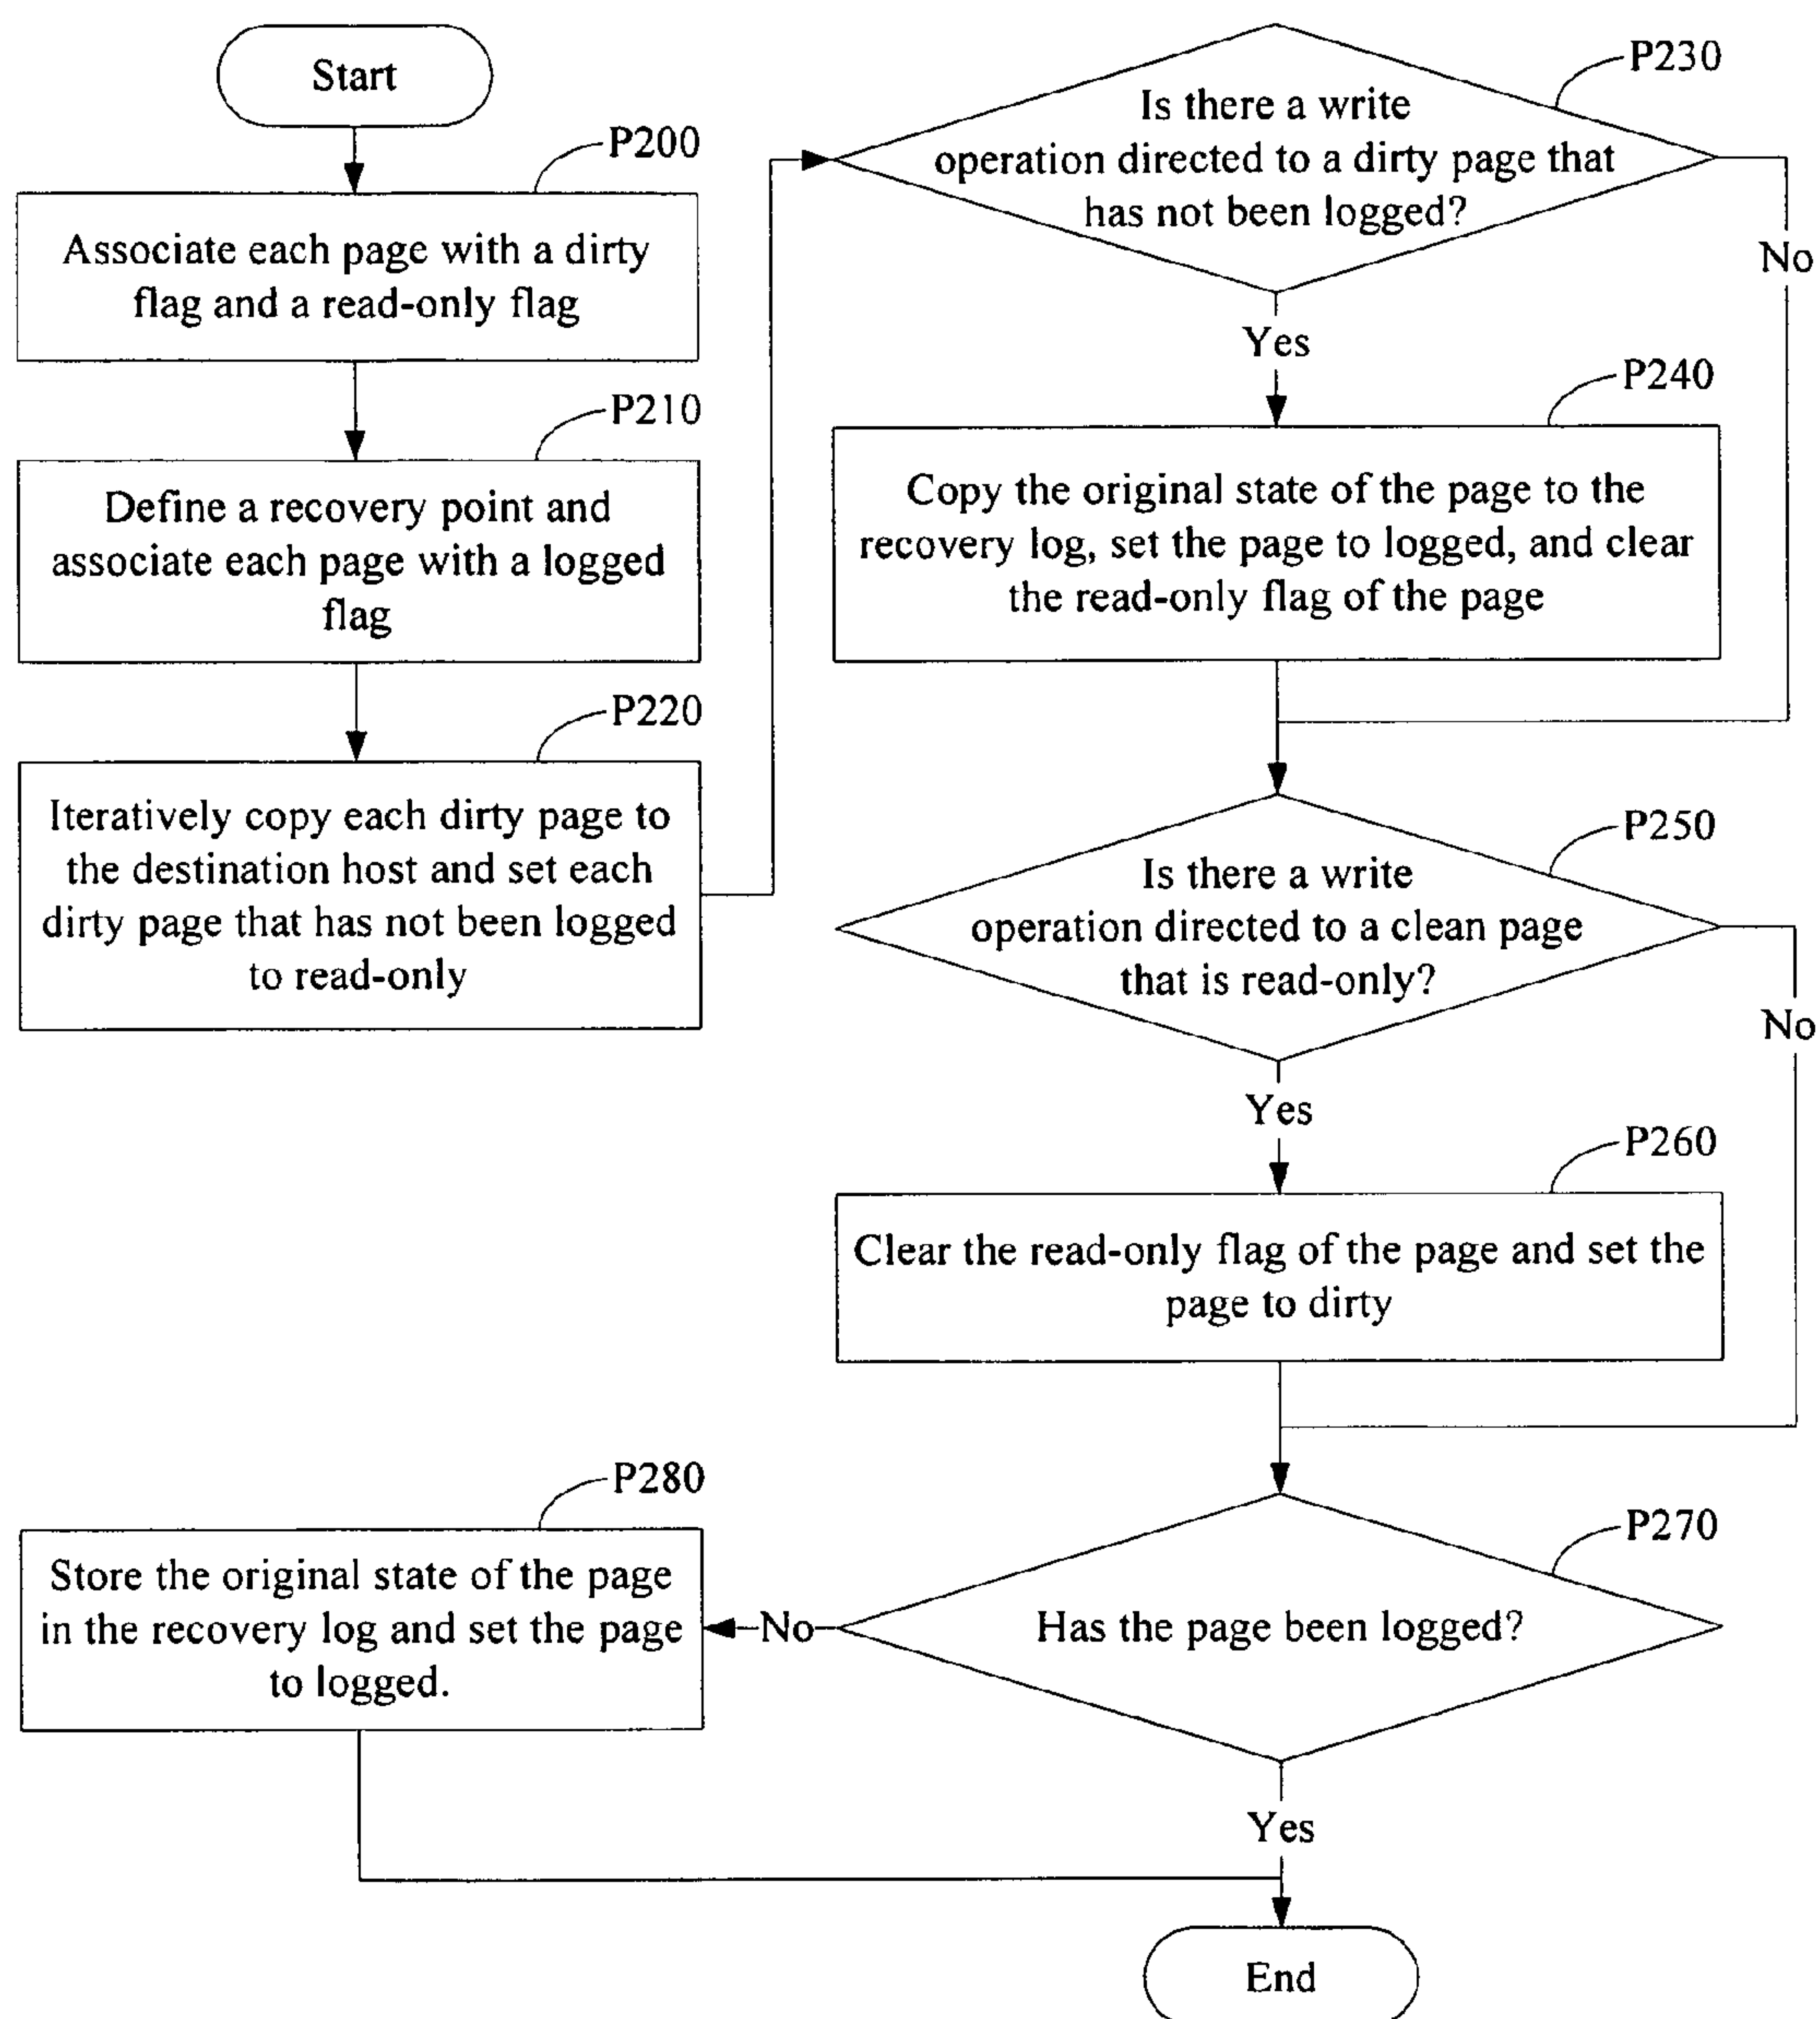 Start
P200
Associate each page with a dirty
flag and a read-only flag
P210
Define a recovery point and
associate each page with a logged
flag
P220
Iteratively copy each dirty page to
the destination host and set each
dirty page that has not been logged
to read-only
P230
Is there a write
operation directed to a dirty page that
has not been logged?
No
Yes
P240
Copy the original state of the page to the
recovery log, set the page to logged, and clear
the read-only flag of the page
P250
Is there a write
operation directed to a clean page
that is read-only?
No
Yes
P260
Clear the read-only flag of the page and set the
page to dirty
P270
Has the page been logged?
No
P280
Store the original state of the page
in the recovery log and set the page
to logged.
Yes
End